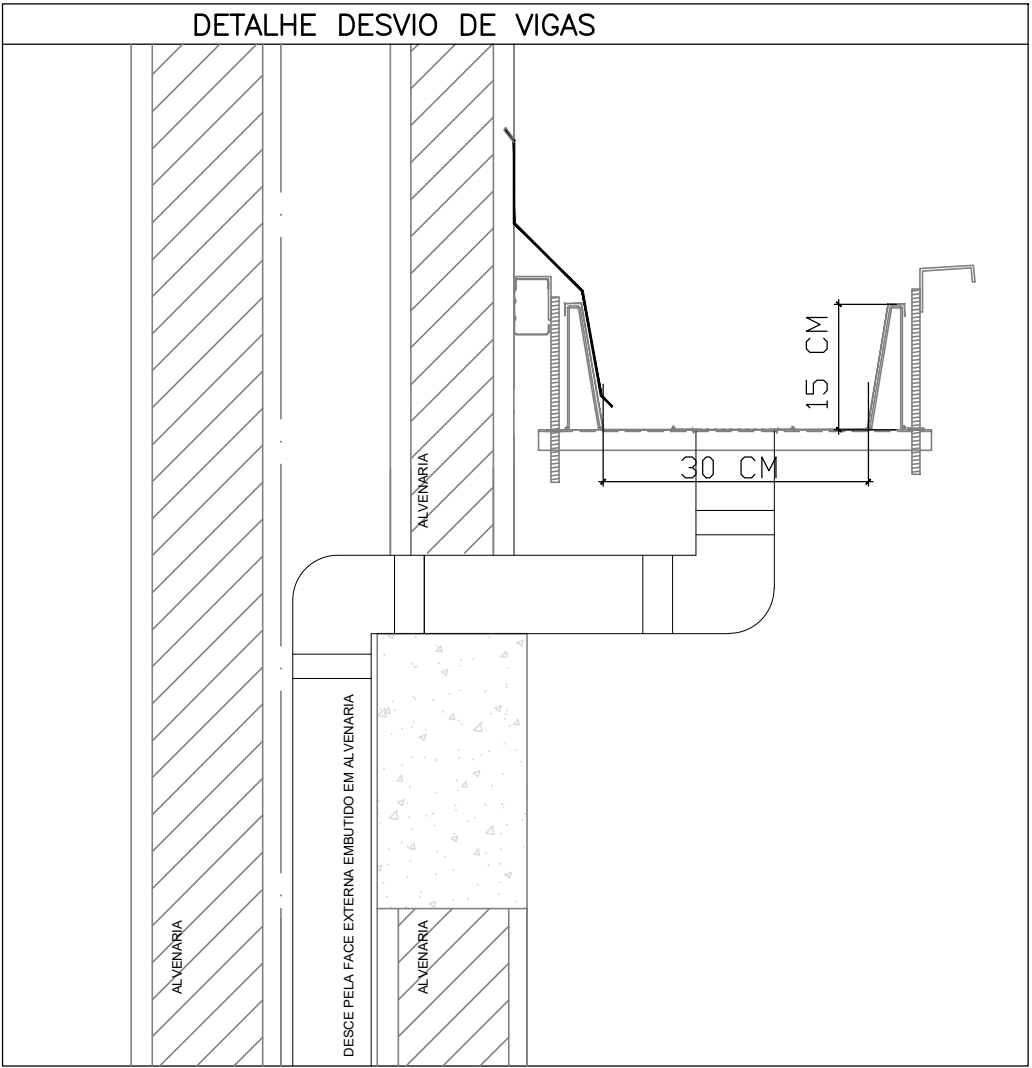 DETALHE DESVIO DE VIGAS
15 CM
30 CM
ALVENARIA
ALVENARIA
DESCE PELA FACE EXTERNA EMBUTIDO EM ALVENARIA
ALVENARIA